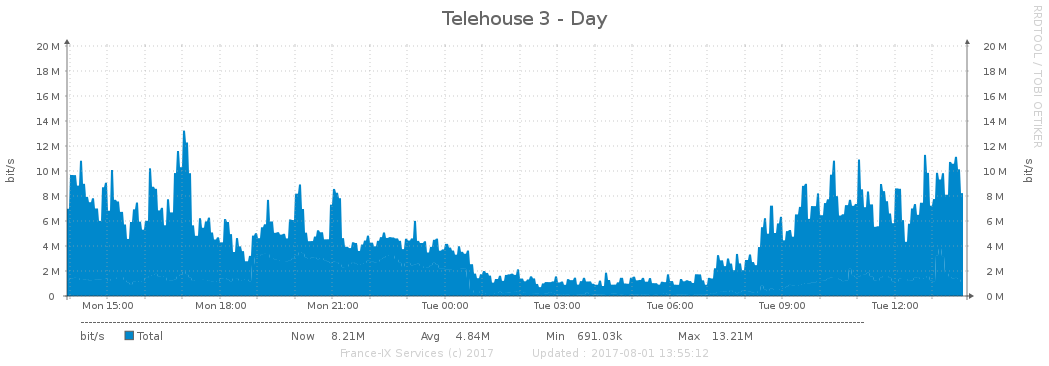 Telehouse 3 - Day
RRDTOOL / TOBI OETIKER
bit/s
20 M 20 M
18 M 18 M
16 M 16 M
14 M 14 M
12 M 12 M
10 M 10 M
8 M 8 M
6 M 6 M
4 M 4 M
2 M 2 M
0 0 M
bit/s
Mon 15:00 Mon 18:00 Mon 21:00 Tue 00:00 Tue 03:00 Tue 06:00 Tue 09:00 Tue 12:00
bit/s Total Now 8.21M Avg 4.84M Min 691.03k Max 13.21M
France-IX Services (c) 2017 Updated : 2017-08-01 13:55:12